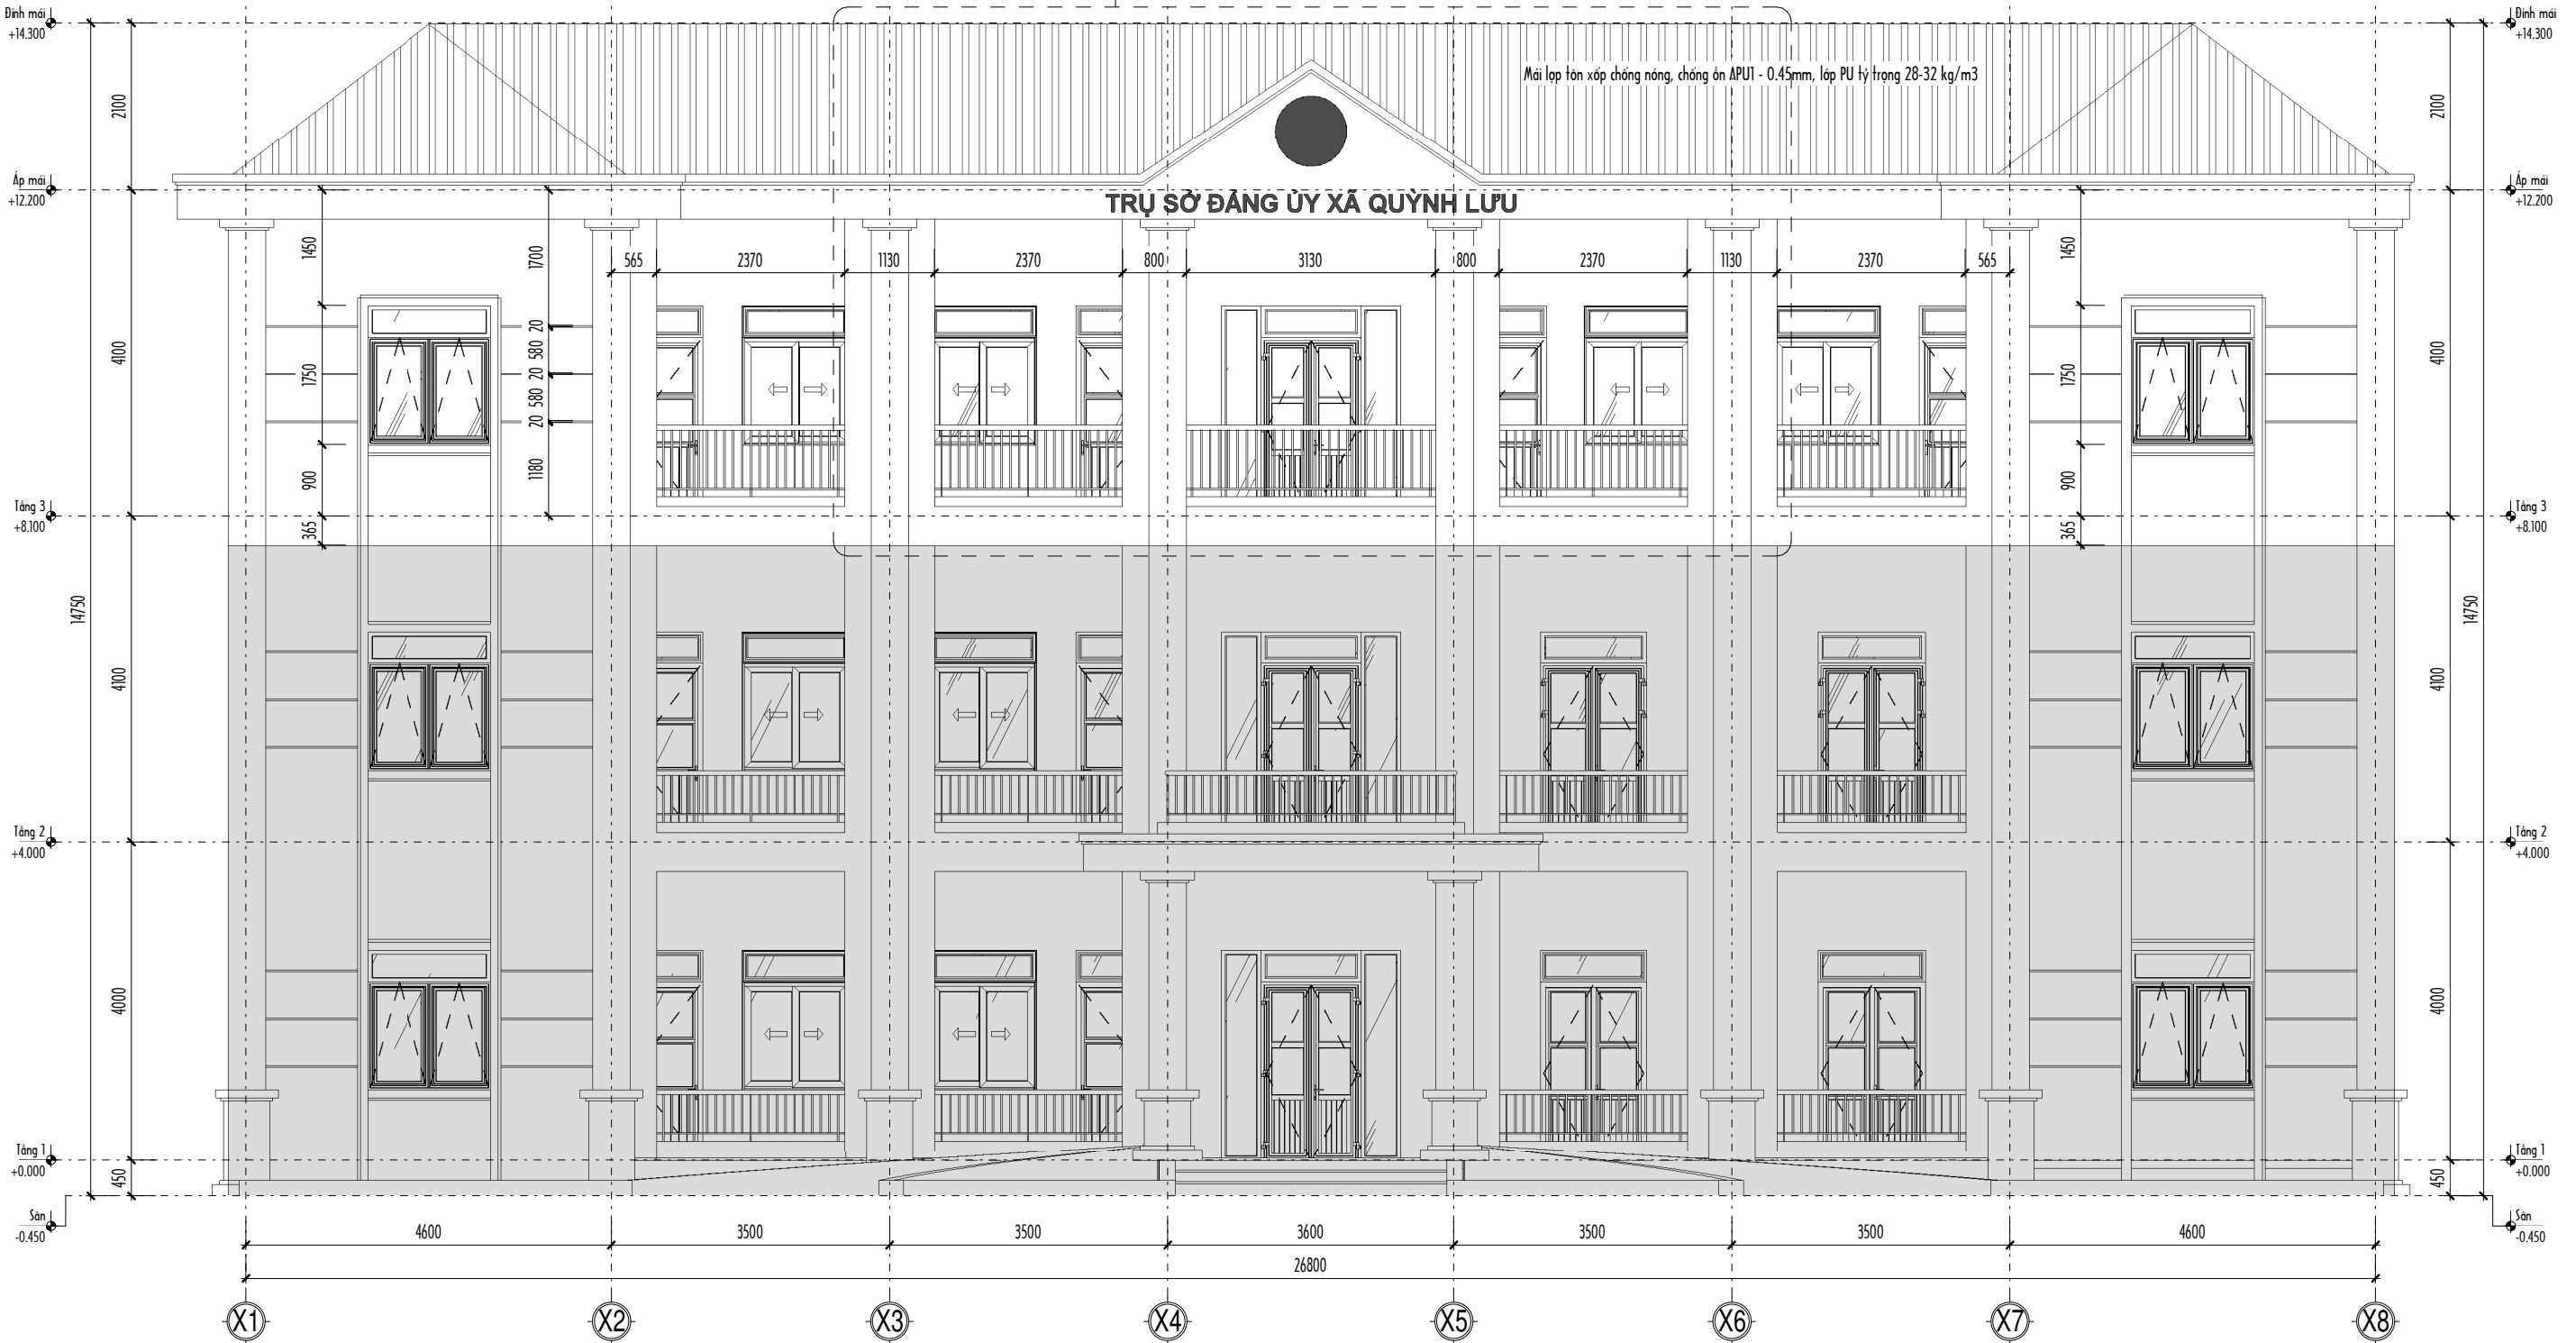 Đỉnh mái
+14.300
Đỉnh mái
+14.300
Mái lợp tôn xốp chống nóng, chống ồn APU1 - 0.45mm, lớp PU tỷ trọng 28-32 kg/m3
2100
2100
Áp mái
+12.200
Áp mái
+12.200
TRỤ SỞ ĐẢNG ỦY XÃ QUỲNH LƯU
1450
1700
565
2370
1130
2370
800
3130
800
2370
1130
2370
565
1450
4100
1750
20
580
20
580
20
1180
900
365
1750
900
365
4100
Tầng 3
+8.100
Tầng 3
+8.100
14750
14750
4100
4100
Tầng 2
+4.000
Tầng 2
+4.000
4000
4000
Tầng 1
+0.000
Tầng 1
+0.000
450
450
Sân
-0.450
Sân
-0.450
4600
3500
3500
3600
3500
3500
4600
26800
X1
X2
X3
X4
X5
X6
X7
X8